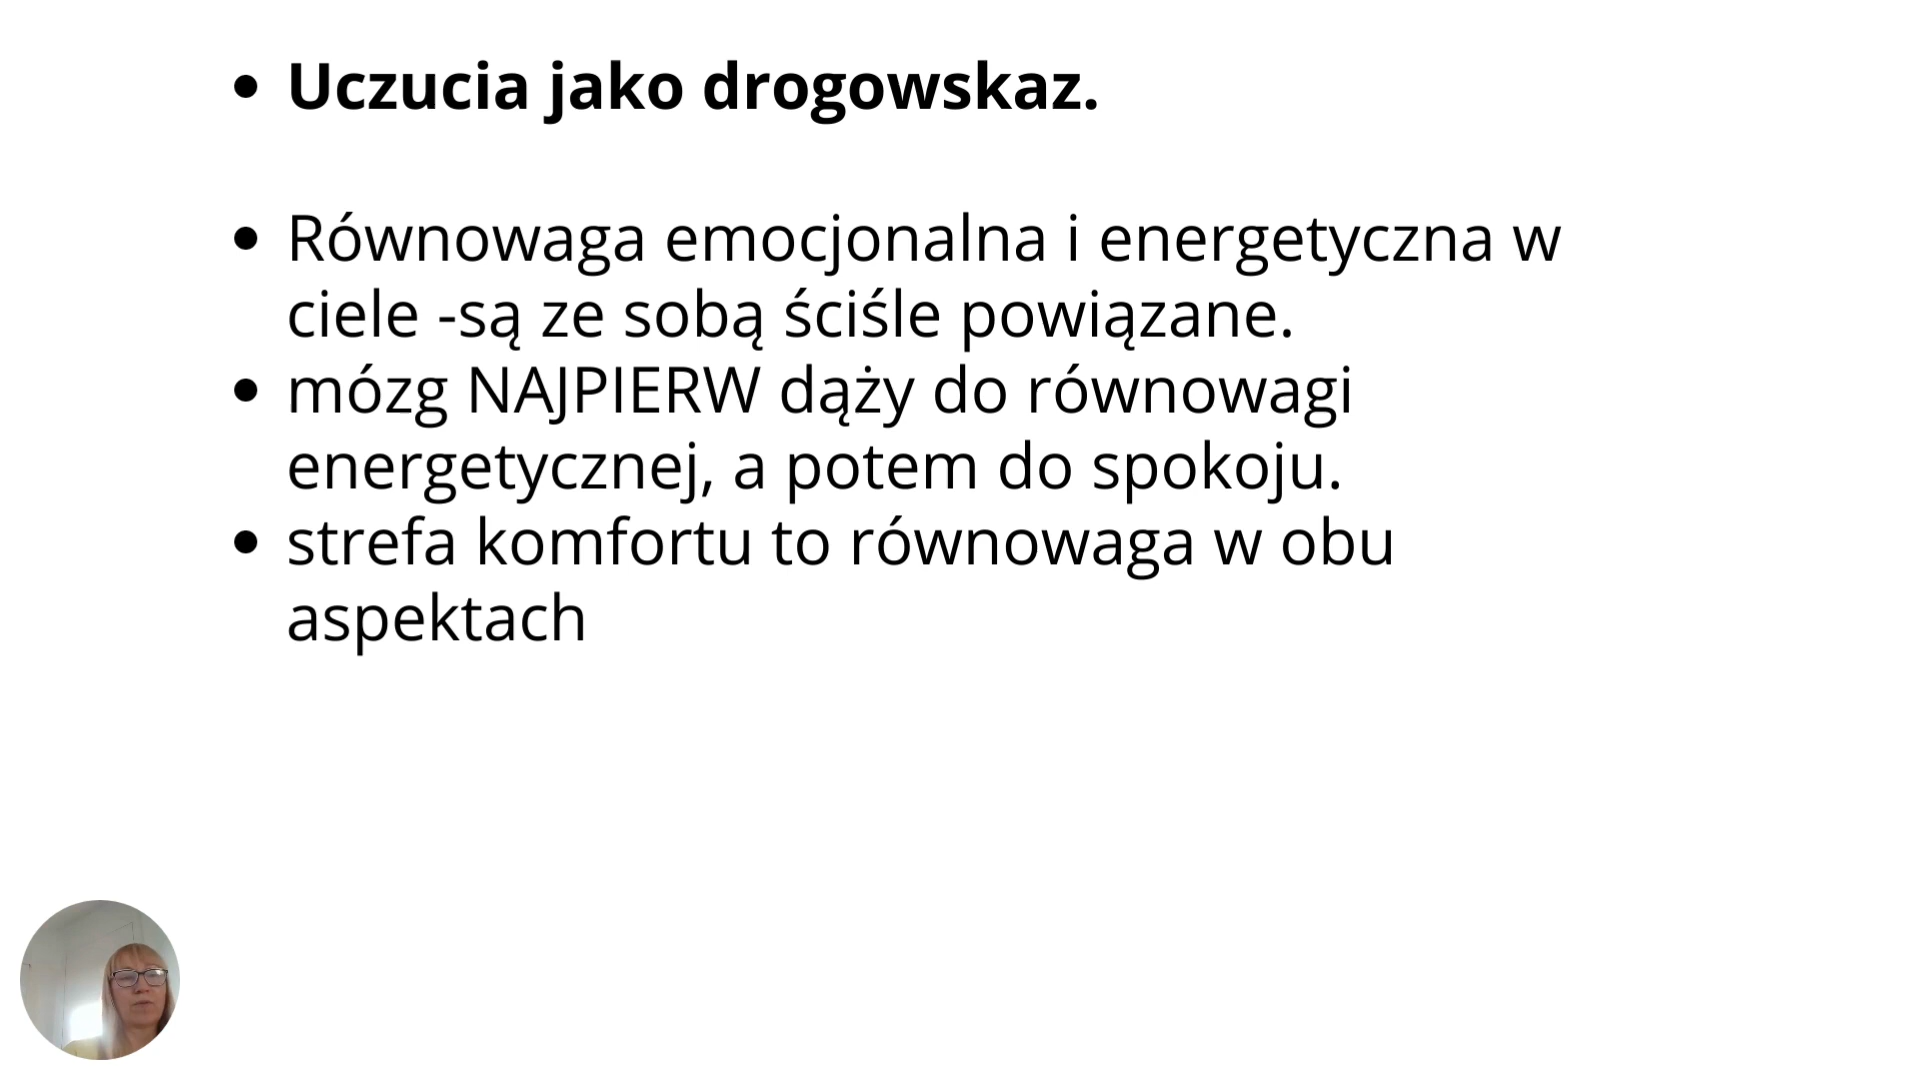 • Uczucia jako drogowskaz.
• Równowaga emocjonalna i energetyczna w
ciele -są ze sobą ściśle powiązane.
• mózg NAJPIERW dąży do równowagi
energetycznej, a potem do spokoju.
• strefa komfortu to równowaga w obu
aspektach